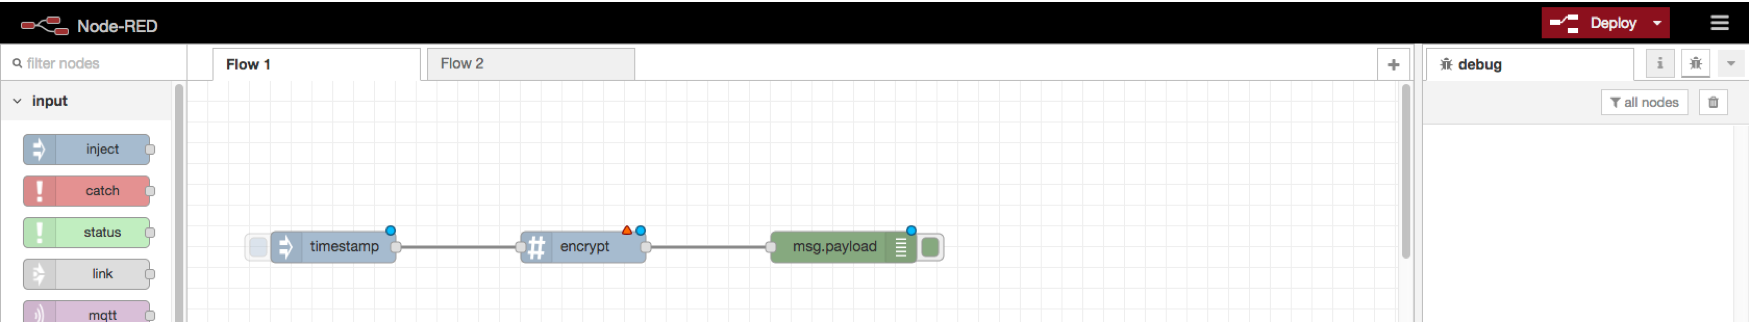 Node-RED
Deploy
filter nodes
Flow 1
Flow 2
+
debug
i
input
all nodes
inject
catch
status
timestamp
encrypt
msg.payload
link
mqtt